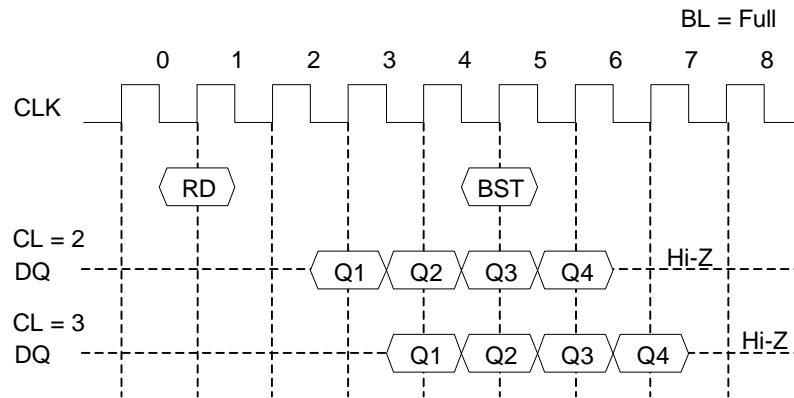 BL = Full
0 1 2 3 4 5 6 7 8
CLK
RD BST
CL = 2
DQ Q1 Q2 Q3 Q4 Hi-Z
CL = 3
DQ Q1 Q2 Q3 Q4 Hi-Z